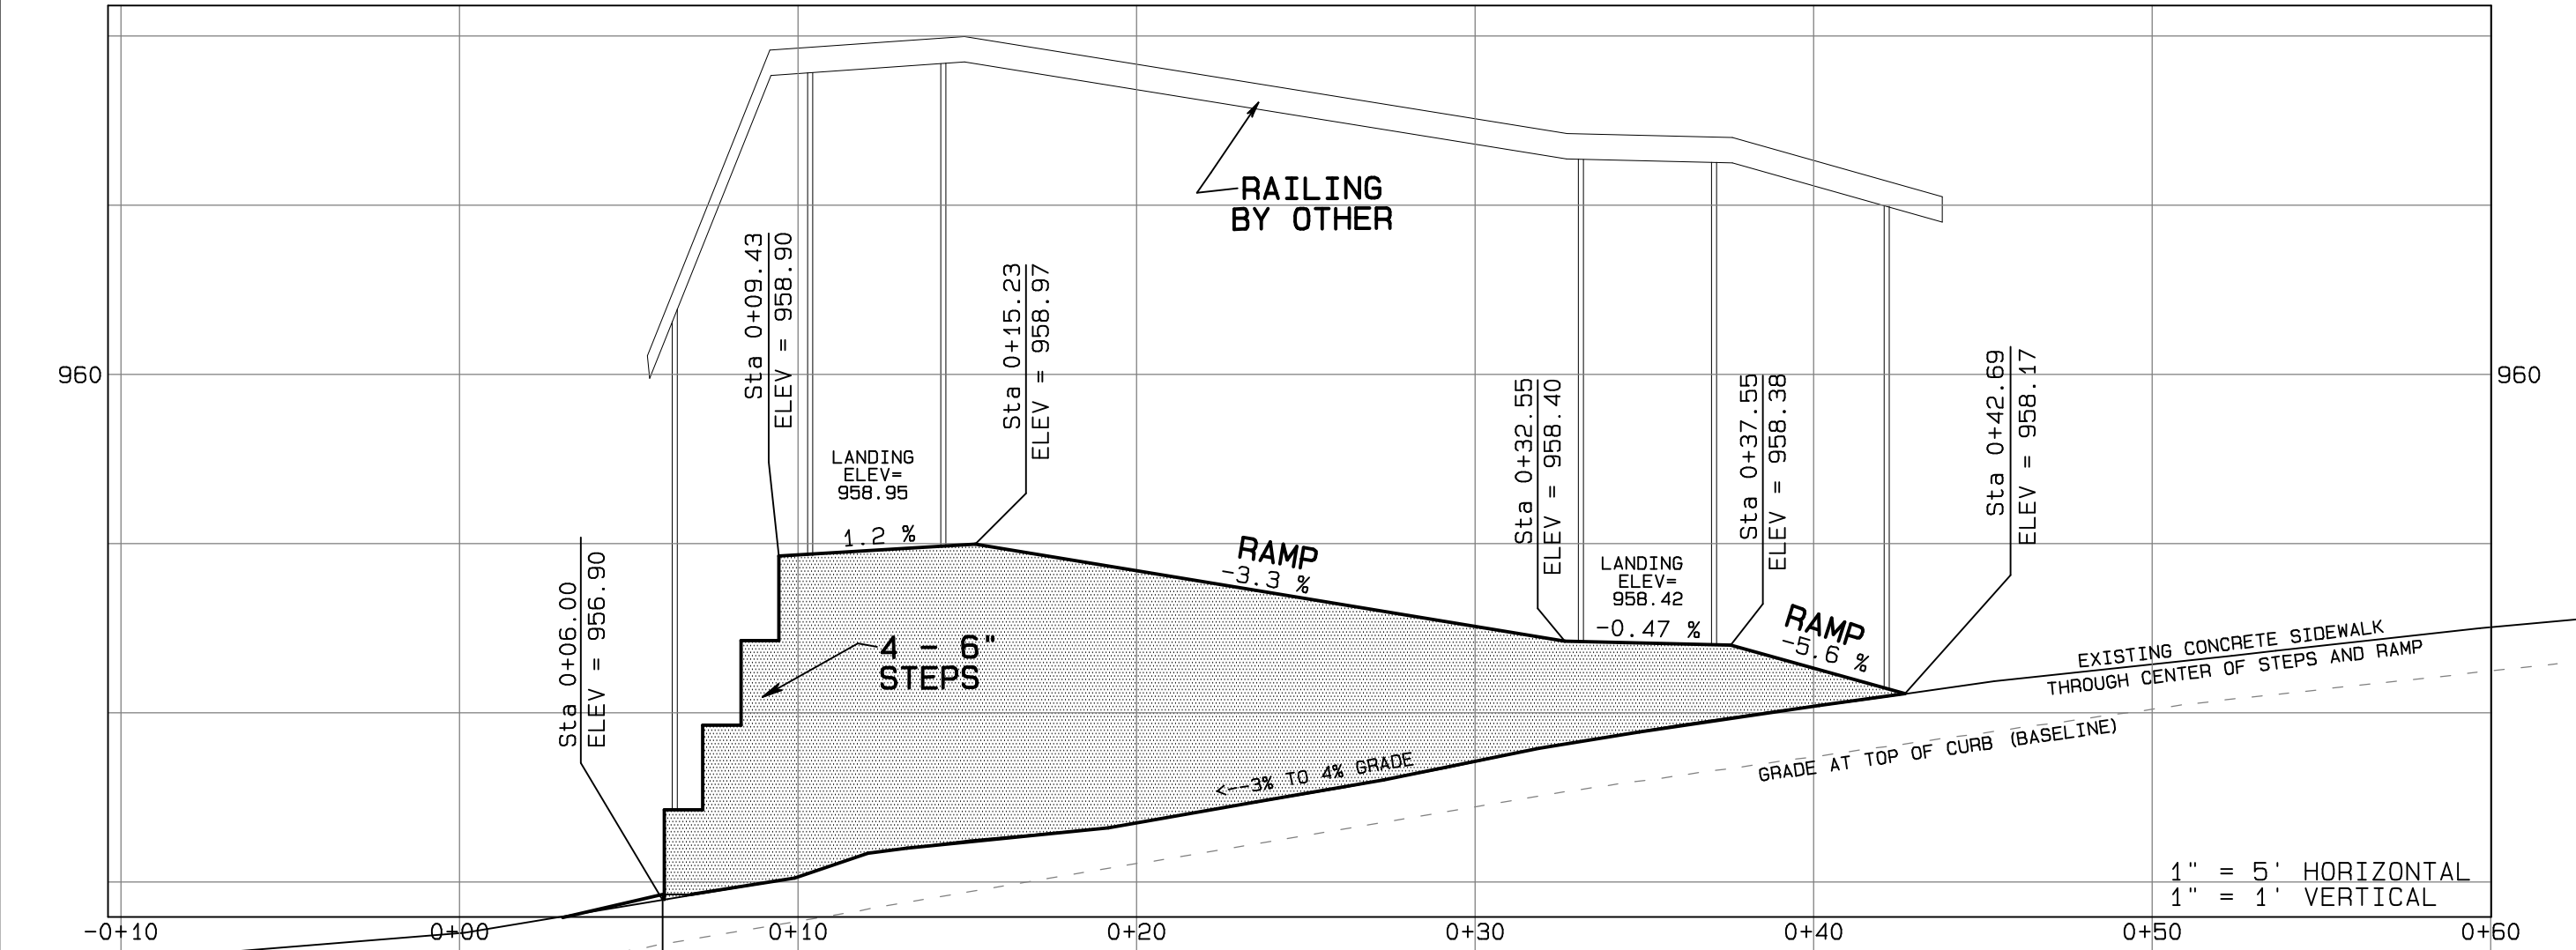 RAILING
BY OTHER
Sta 0+09.43
ELEV = 958.90
Sta 0+15.23
ELEV = 958.97
960
960
Sta 0+32.55
ELEV = 958.40
Sta 0+37.55
ELEV = 958.38
Sta 0+42.69
ELEV = 958.17
LANDING
ELEV=
958.95
1.2 %
Sta 0+06.00
ELEV = 956.90
RAMP
-3.3 %
LANDING
ELEV=
958.42
-0.47 %
RAMP
-5.6 %
4 - 6"
STEPS
EXISTING CONCRETE SIDEWALK
THROUGH CENTER OF STEPS AND RAMP
<--3% TO 4% GRADE
GRADE AT TOP OF CURB (BASELINE)
1" = 5' HORIZONTAL
1" = 1' VERTICAL
-0+10 0+00 0+10 0+20 0+30 0+40 0+50 0+60